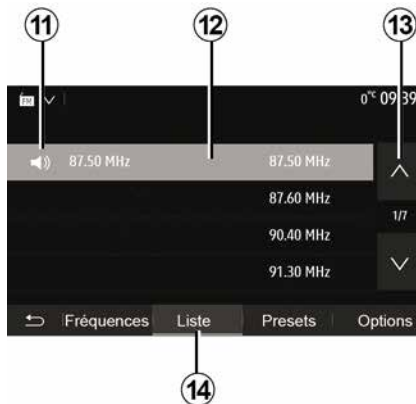 11 12 13
FM 0°C 09:39
87.50 MHz 87.50 MHz
87.60 MHz
1/7
90.40 MHz
91.30 MHz
Fréquences Liste Presets Options
14